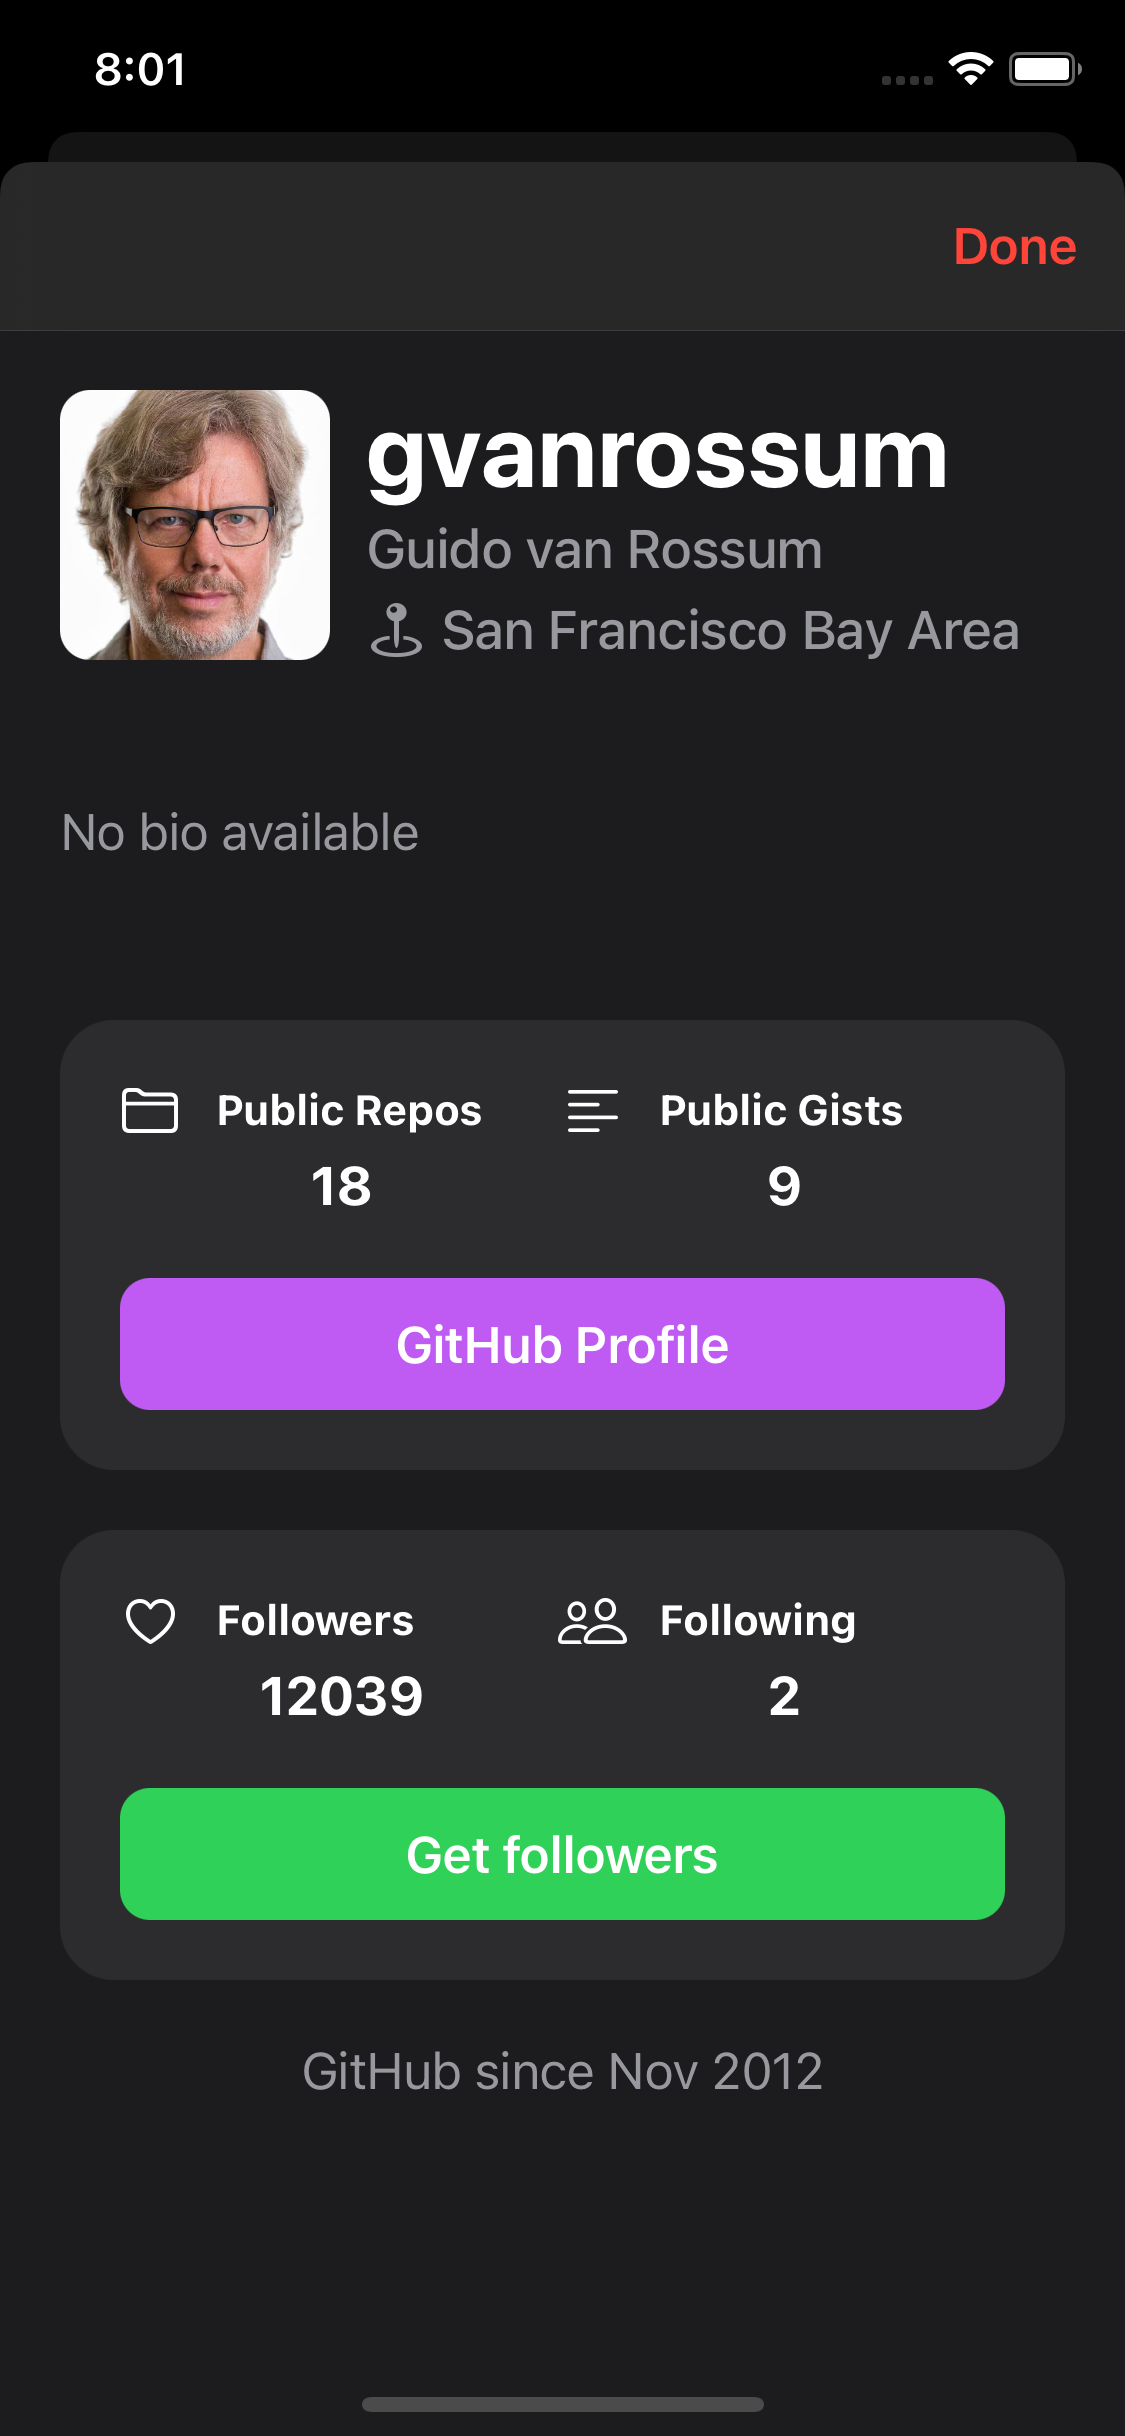 8:01
Done
gvanrossum
Guido van Rossum
San Francisco Bay Area
No bio available
Public Repos
18
Public Gists
9
GitHub Profile
Followers
12039
Following
2
Get followers
GitHub since Nov 2012